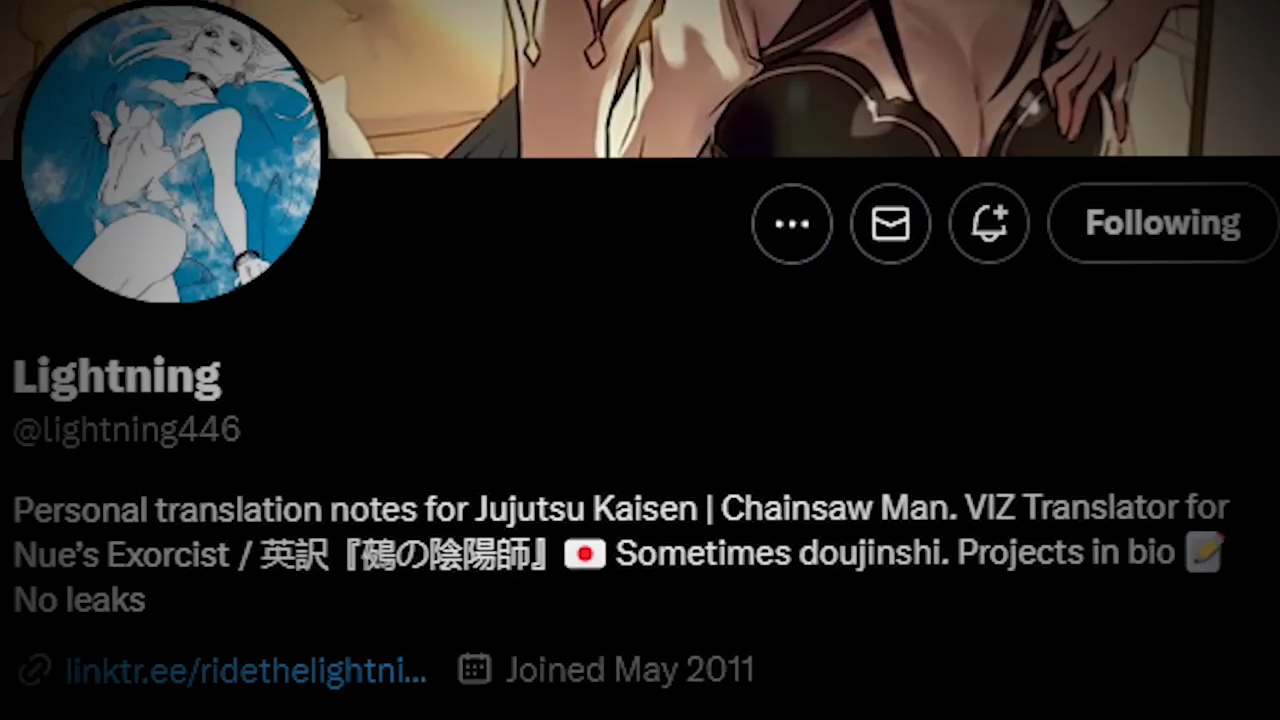 Following
Lightning
@lightning446
Personal translation notes for Jujutsu Kaisen | Chainsaw Man. VIZ Translator for
Nue’s Exorcist / 英訳『鵺の陰陽師』🇯🇵 Sometimes doujinshi. Projects in bio 📝
No leaks
linktr.ee/ridethelightni... Joined May 2011